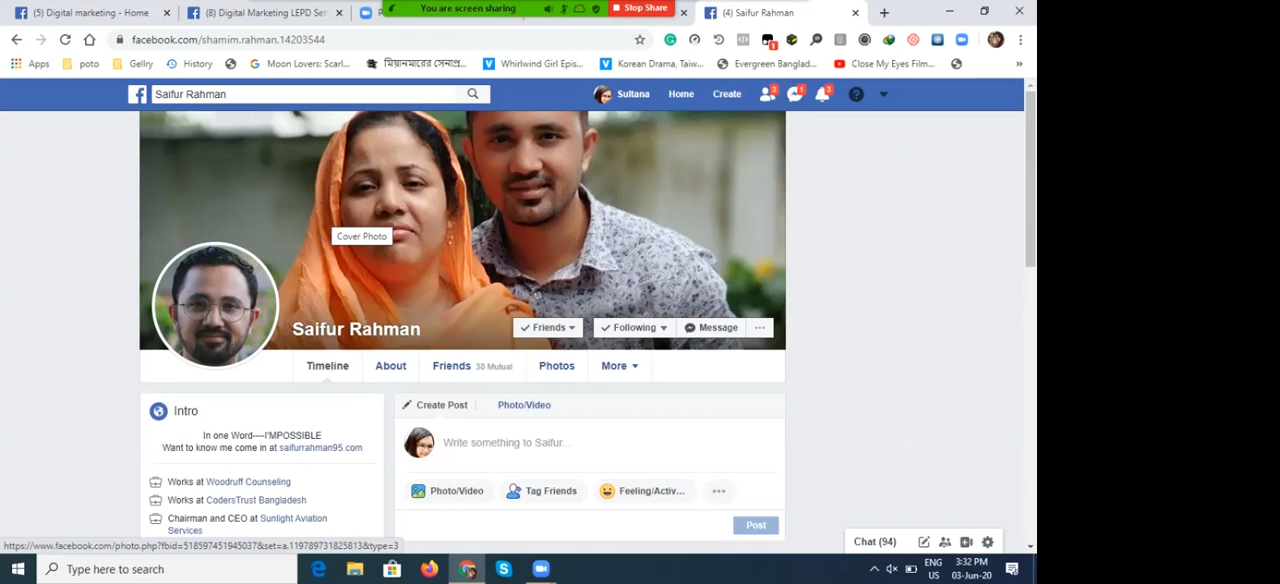 (5) Digital Marketing - Home
(8) Digital Marketing LEPD Se
You are screen sharing
Stop Share
(4) Saifur Rahman
facebook.com/shamim.rahman.14203544
1
Apps
poto
Gellry
History
Moon Lovers: Scarl...
Whirlwind Girl Epis...
Korean Drama, Taiw...
Evergreen Banglad...
Close My Eyes Film...
»
Saifur Rahman
Sultana
Home
Create
3
1
3
Cover Photo
Saifur Rahman
Friends
Following
Message
...
Timeline
About
Friends 38 Mutual
Photos
More
Intro
In one Word----I'MPOSSIBLE
Want to know me come in at saifurrahman95.com
Works at Woodruff Counseling
Works at CodersTrust Bangladesh
Chairman and CEO at Sunlight Aviation
Services
Create Post
Photo/Video
Write something to Saifur...
Photo/Video
Tag Friends
Feeling/Activ...
Post
Chat (94)
https://www.facebook.com/photo.php?fbid=518597451945037&set=a.119789731825813&type=3
Type here to search
ENG
US
3:32 PM
03-Jun-20